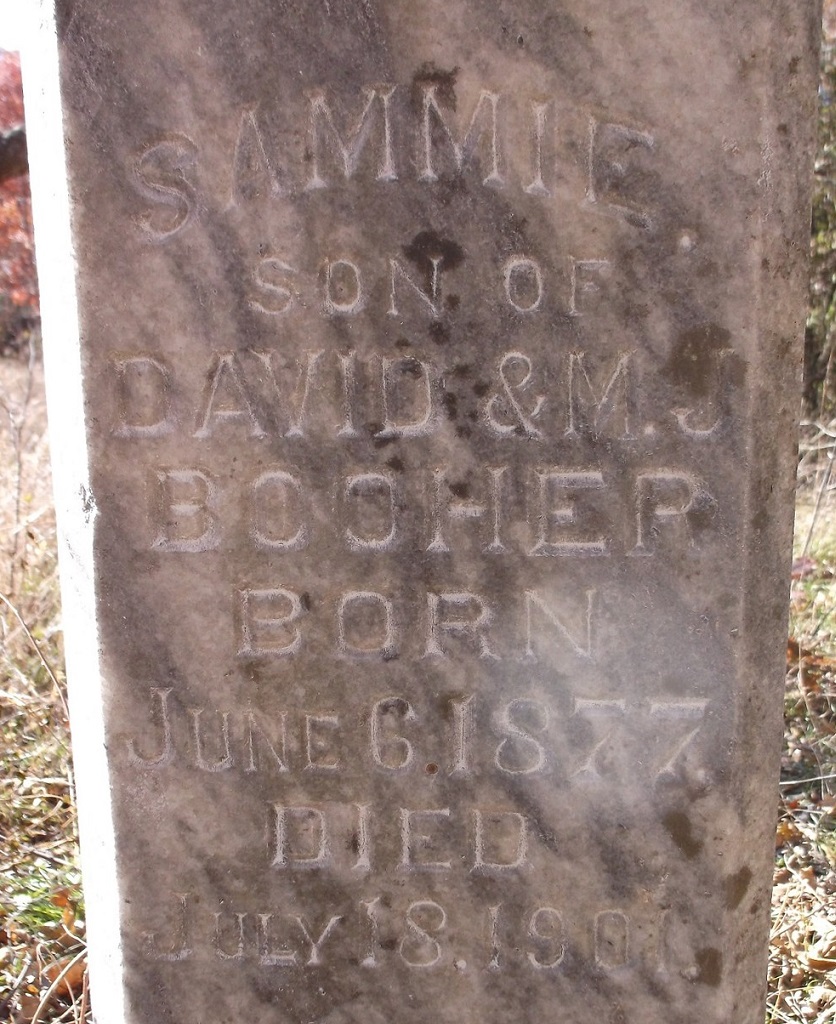 SAMMIE.
SON OF
DAVID & M. J
BOOHER
BORN
JUNE 6, 1877
DIED
JULY 18, 1901.